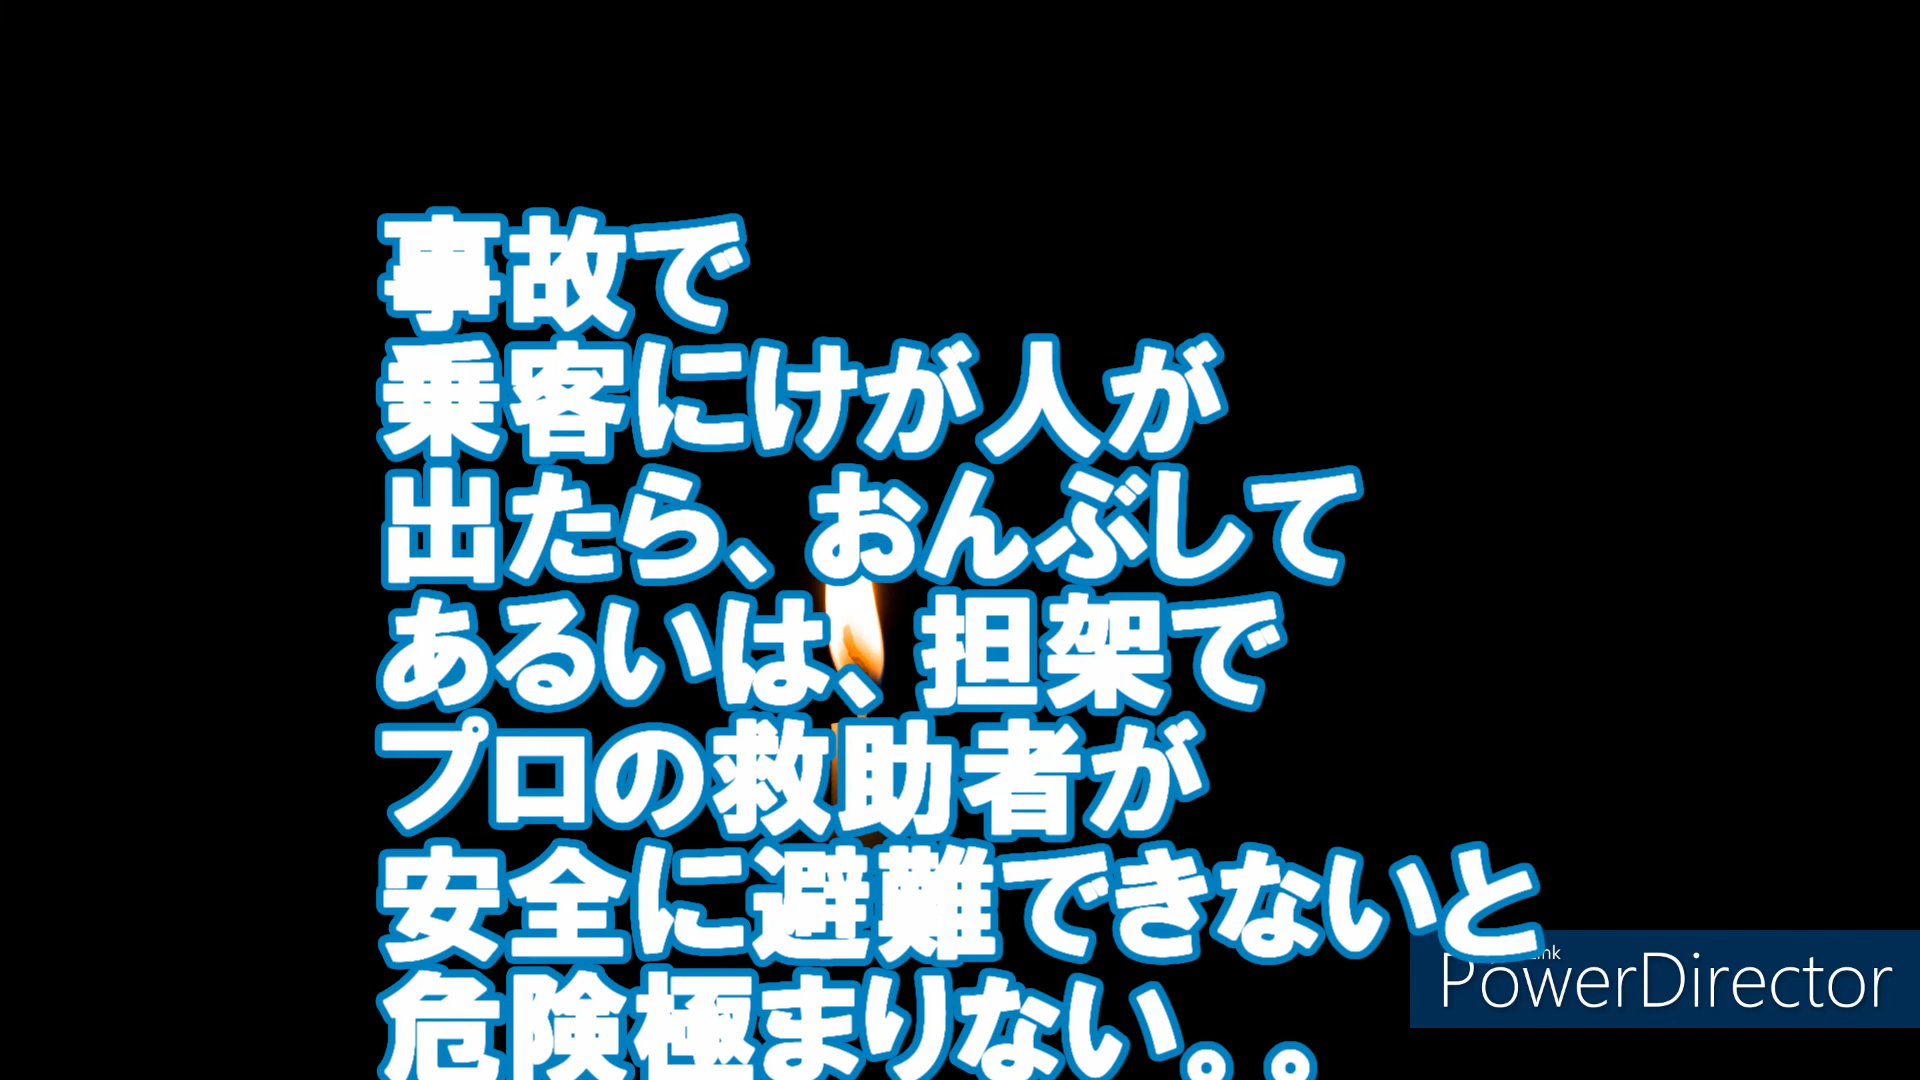 事故で
乗客にけが人が
出たら、おんぶして
あるいは、担架で
プロの救助者が
安全に避難できないと
危険極まりない。。
PowerDirector